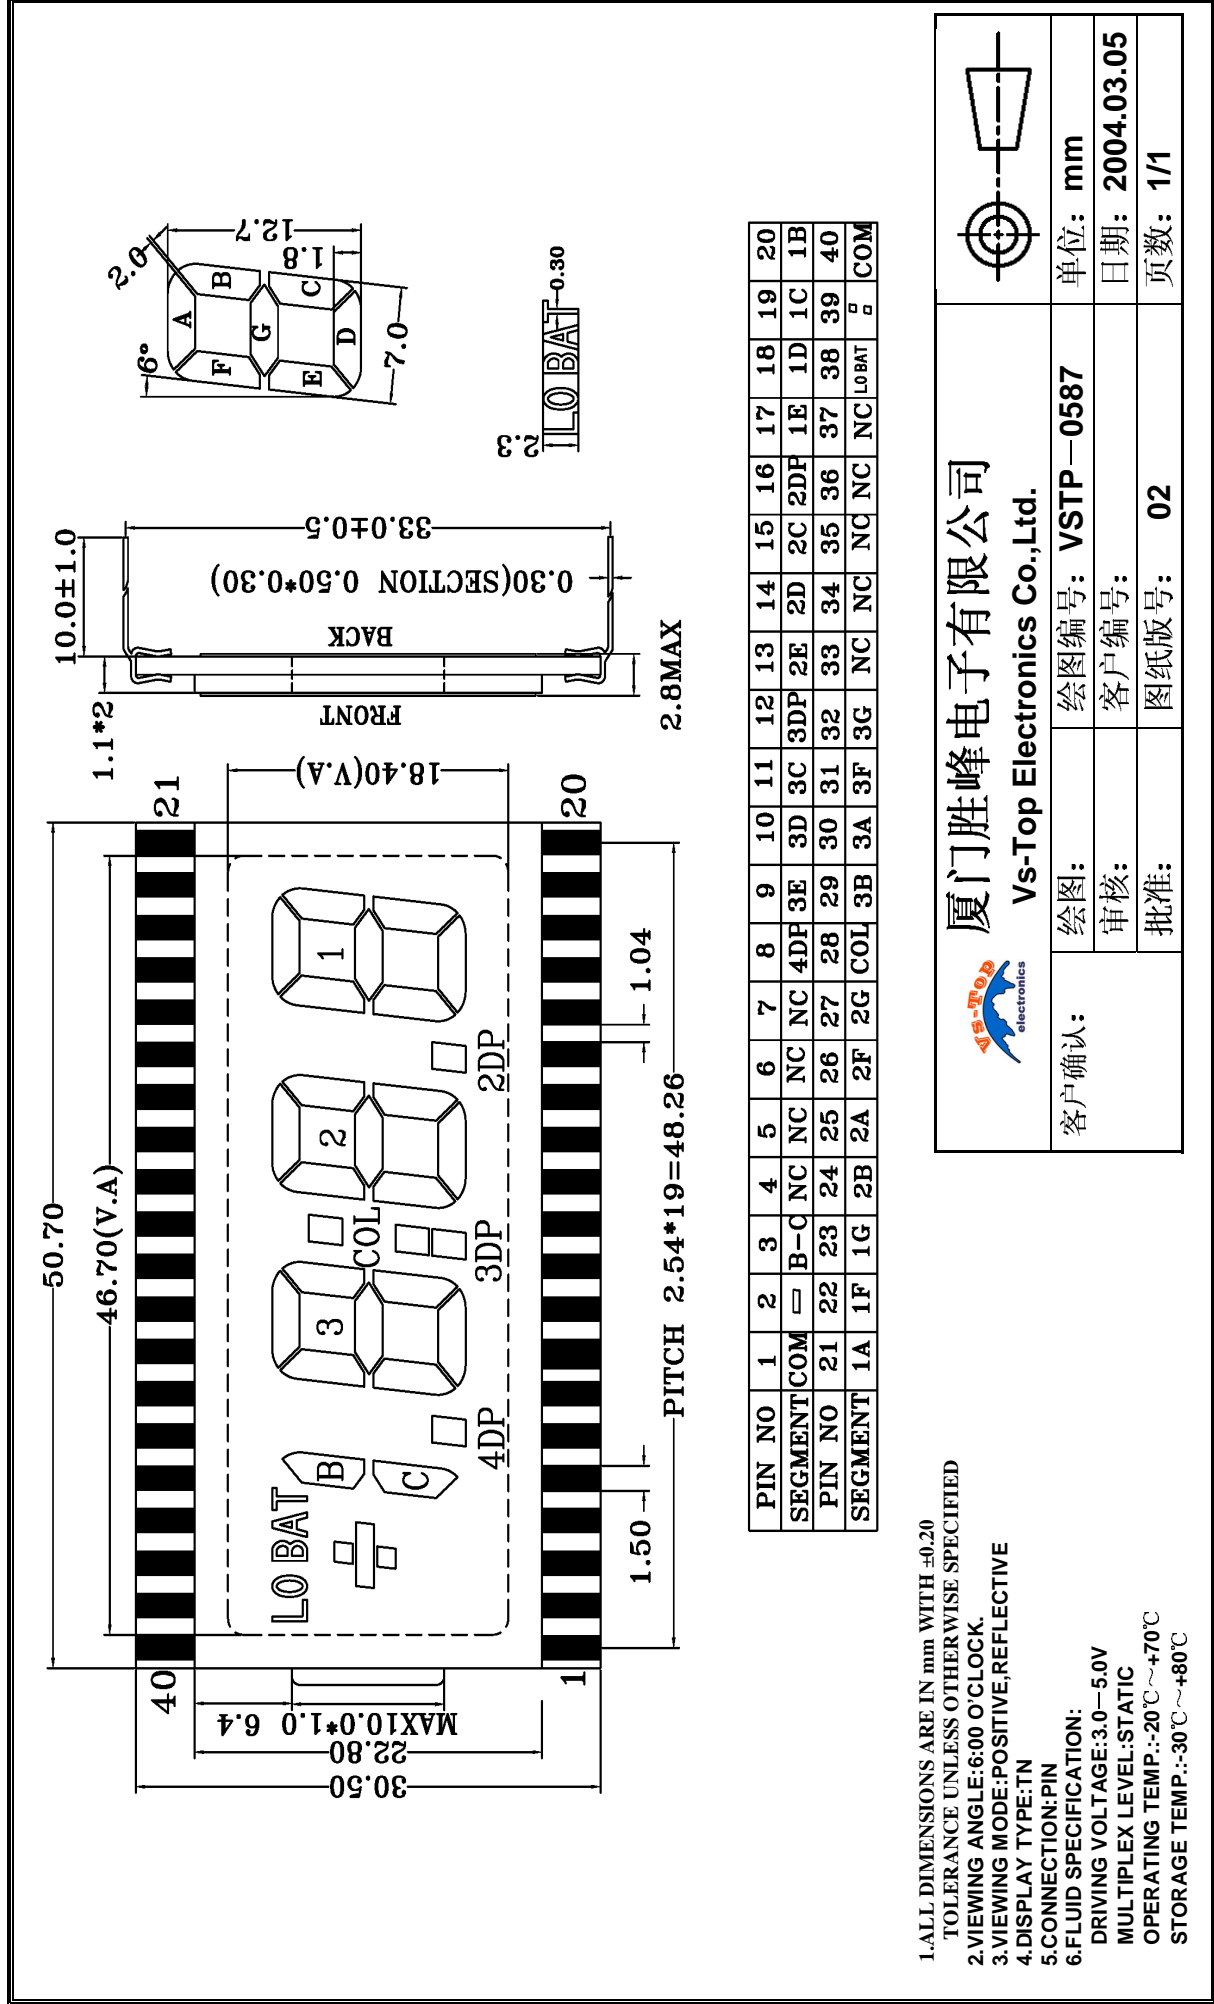 50.70
46.70(V.A)
40
21
1
20
18.40(V.A)
LO BAT
B
C
4DP
3
COL
3DP
2
2DP
1
MAX10.0*1.0 6.4
22.80
30.50
1.50
PITCH 2.54*19=48.26
1.04
1.1*2
10.0±1.0
FRONT
BACK
33.0±0.5
0.30(SECTION 0.50*0.30)
2.8MAX
6°
2.0
A
B
C
D
E
F
G
12.7
1.8
7.0
2.3
LO BAT
0.30
PIN NO 1 2 3 4 5 6 7 8 9 10 11 12 13 14 15 16 17 18 19 20
SEGMENT COM ▭ B-C NC NC NC NC 4DP 3E 3D 3C 3DP 2E 2D 2C 2DP 1E 1D 1C 1B
PIN NO 21 22 23 24 25 26 27 28 29 30 31 32 33 34 35 36 37 38 39 40
SEGMENT 1A 1F 1G 2B 2A 2F 2G COL 3B 3A 3F 3G NC NC NC NC NC LO BAT ▫▫ COM
1.ALL DIMENSIONS ARE IN mm WITH ±0.20
TOLERANCE UNLESS OTHERWISE SPECIFIED
2.VIEWING ANGLE:6:00 O'CLOCK.
3.VIEWING MODE:POSITIVE,REFLECTIVE
4.DISPLAY TYPE:TN
5.CONNECTION:PIN
6.FLUID SPECIFICATION:
DRIVING VOLTAGE:3.0—5.0V
MULTIPLEX LEVEL:STATIC
OPERATING TEMP.:-20℃～+70℃
STORAGE TEMP.:-30℃～+80℃
Vs-Top
electronics
厦门胜峰电子有限公司
Vs-Top Electronics Co.,Ltd.
客户确认:
绘图:
审核:
批准:
绘图编号: VSTP—0587
客户编号:
图纸版号: 02
单位: mm
日期: 2004.03.05
页数: 1/1